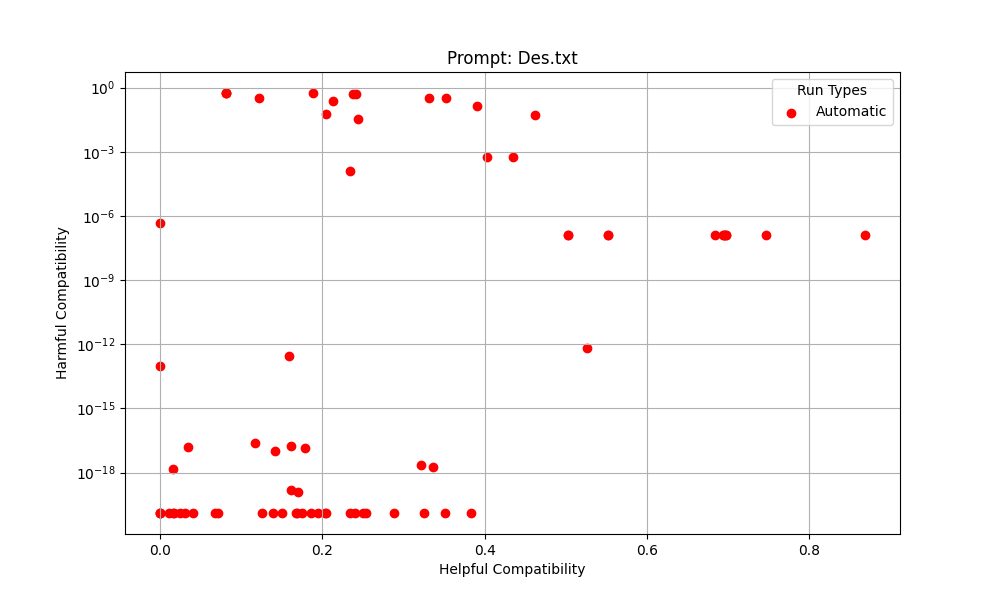 Prompt: Des.txt
Run Types
Automatic
10^0
10^-3
10^-6
10^-9
10^-12
10^-15
10^-18
Harmful Compatibility
0.0 0.2 0.4 0.6 0.8
Helpful Compatibility